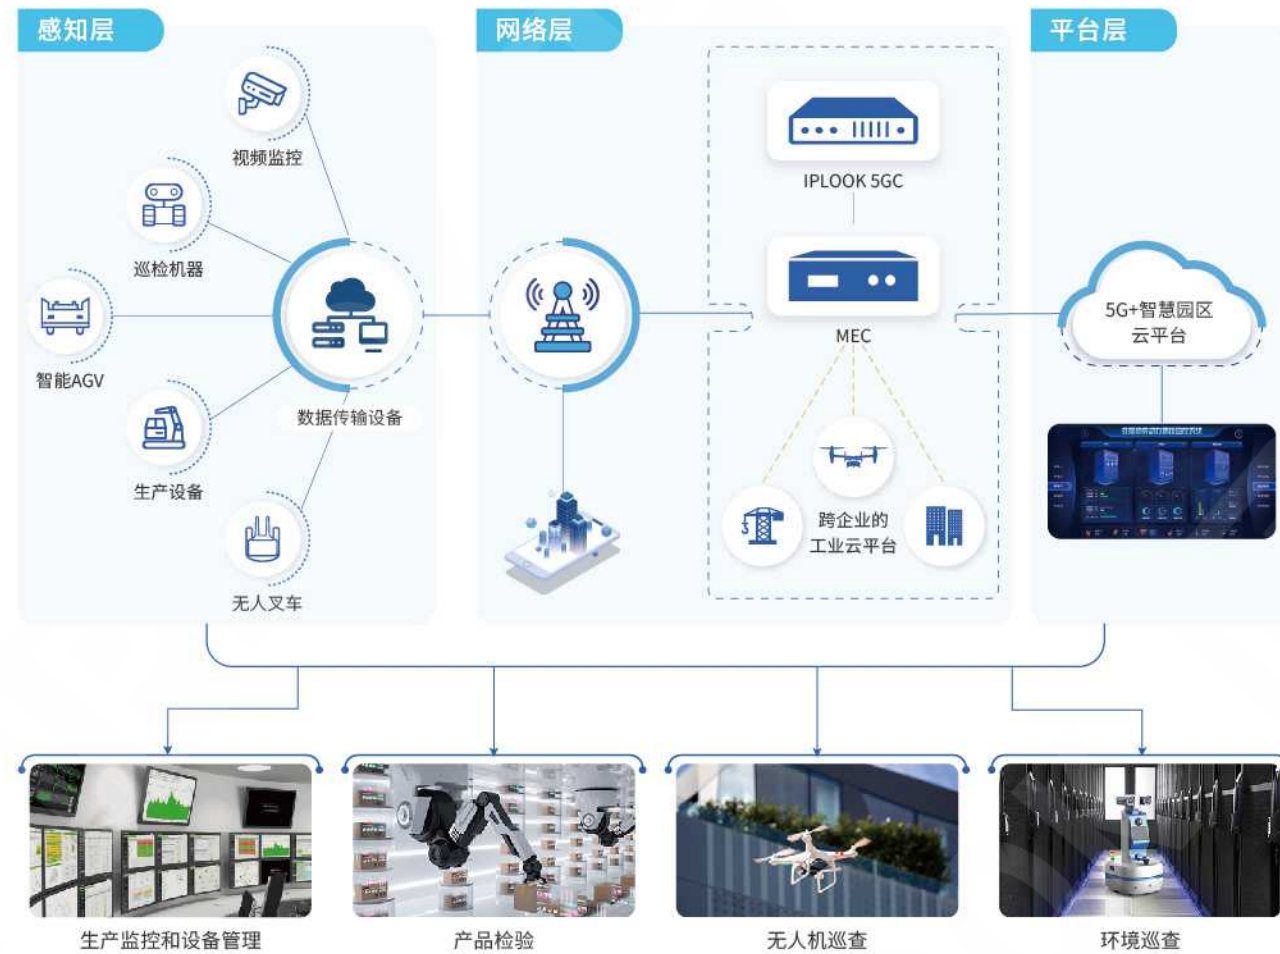 感知层
网络层
平台层
视频监控
巡检机器
智能AGV
生产设备
无人叉车
数据传输设备
IPLOOK 5GC
MEC
跨企业的
工业云平台
5G+智慧园区
云平台
生产监控和设备管理
产品检验
无人机巡查
环境巡查